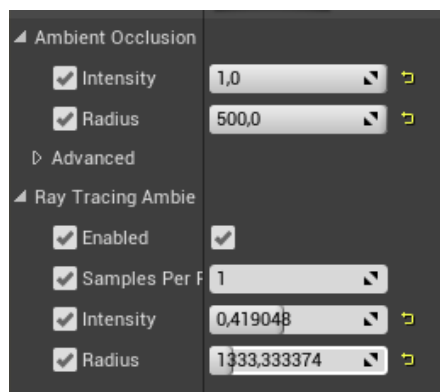 Ambient Occlusion
Intensity 1,0
Radius 500,0
Advanced
Ray Tracing Ambie
Enabled
Samples Per F 1
Intensity 0,419048
Radius 1333,333374